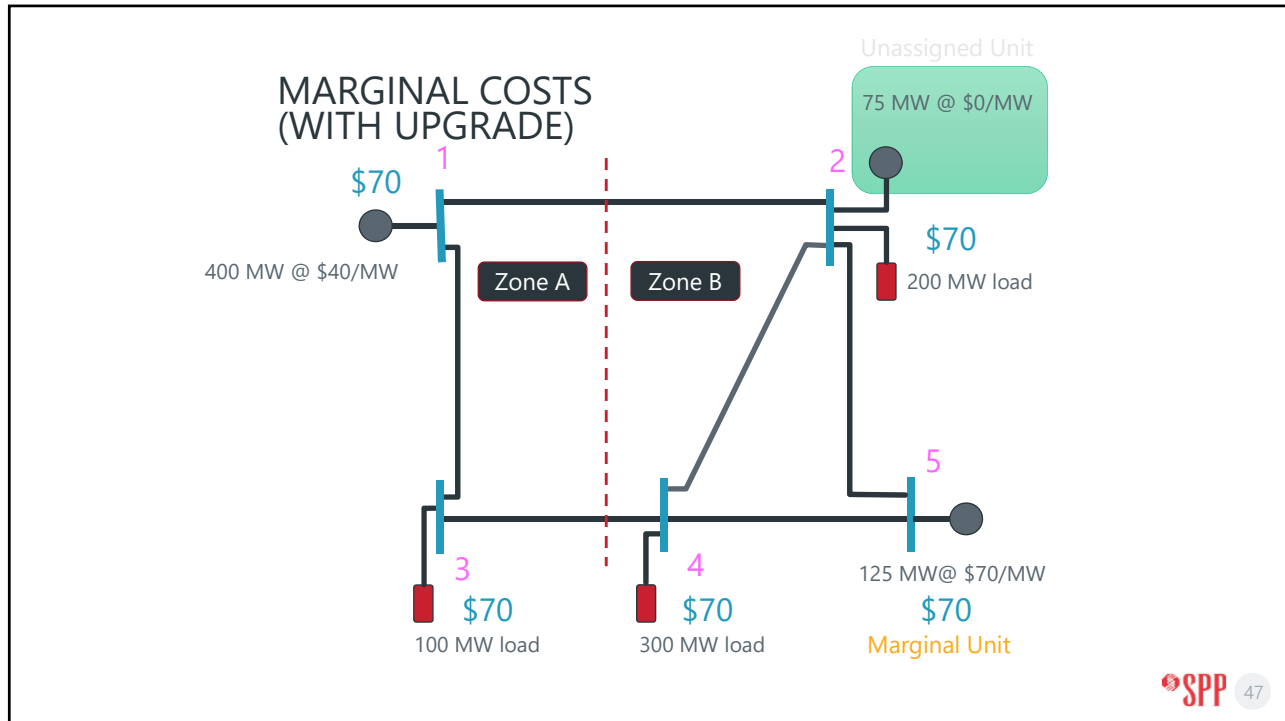 Unassigned Unit
MARGINAL COSTS
(WITH UPGRADE)
75 MW @ $0/MW
1
2
$70
$70
400 MW @ $40/MW
Zone A
Zone B
200 MW load
5
3
4
125 MW@ $70/MW
$70
$70
$70
100 MW load
300 MW load
Marginal Unit
SPP
47